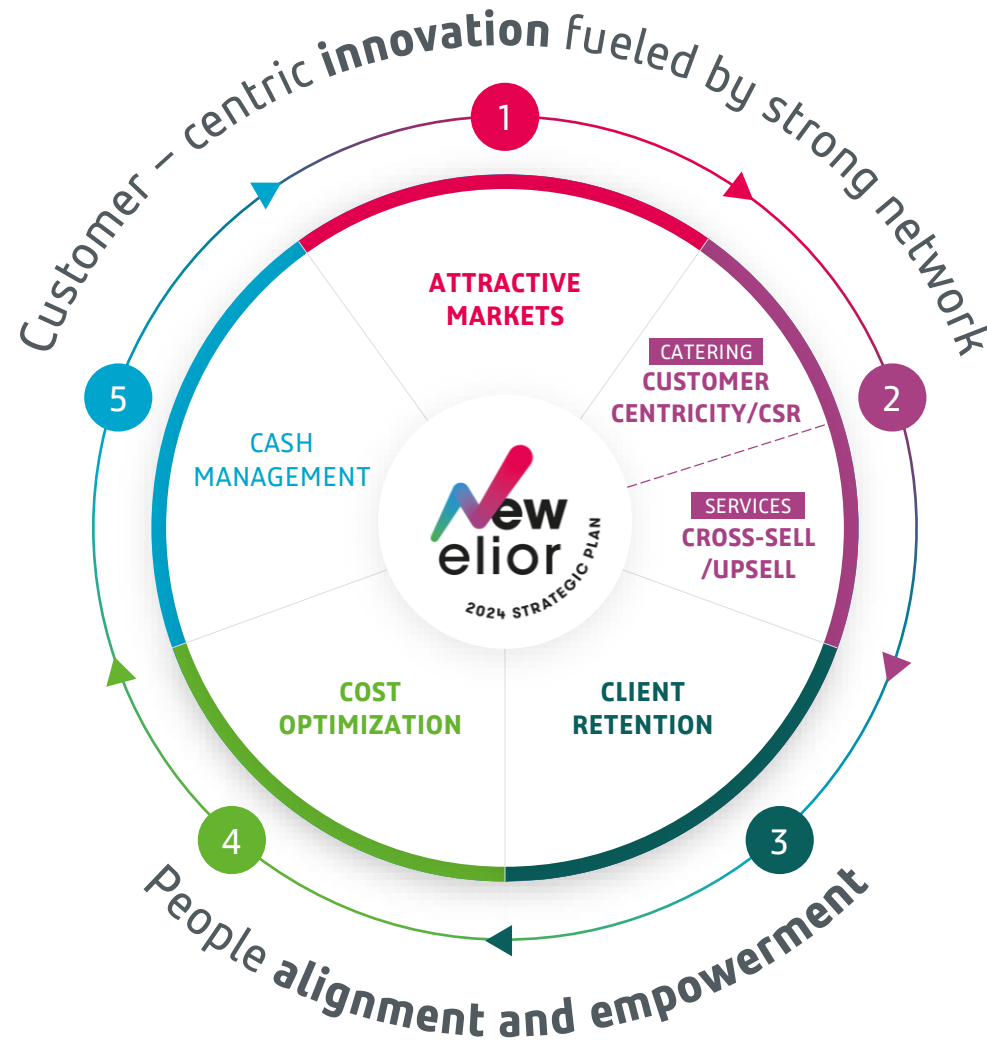 Customer – centric innovation fueled by strong network
1
ATTRACTIVE
MARKETS
2
CATERING
CUSTOMER
CENTRICITY/CSR
SERVICES
CROSS-SELL
/UPSELL
3
CLIENT
RETENTION
4
COST
OPTIMIZATION
5
CASH
MANAGEMENT
New
elior
2024 STRATEGIC PLAN
People alignment and empowerment